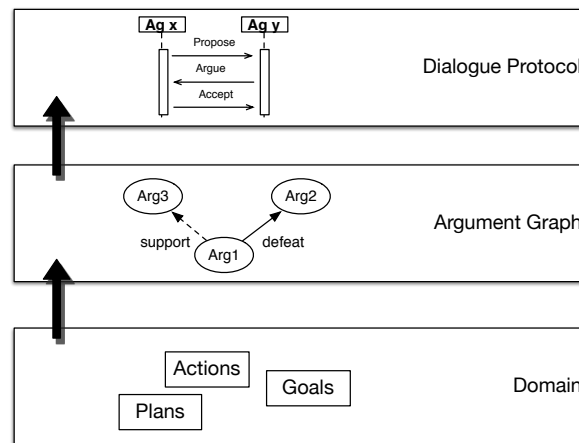 Ag x Ag y
Propose
Argue
Accept
Dialogue Protocol
Arg3 Arg2
support defeat
Arg1
Argument Graph
Actions
Goals
Plans
Domain